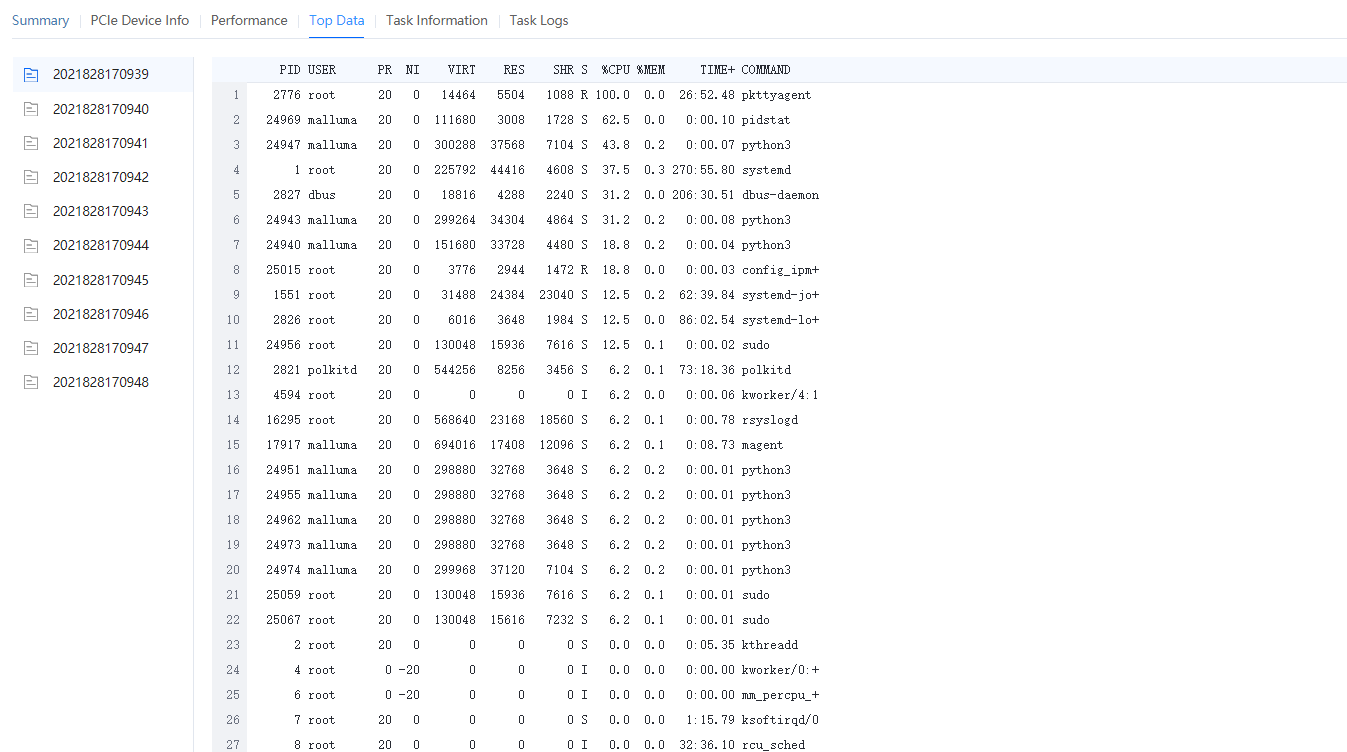 Summary PCIe Device Info Performance Top Data Task Information Task Logs
2021828170939
2021828170940
2021828170941
2021828170942
2021828170943
2021828170944
2021828170945
2021828170946
2021828170947
2021828170948
PID USER PR NI VIRT RES SHR S %CPU %MEM TIME+ COMMAND
1 2776 root 20 0 14464 5504 1088 R 100.0 0.0 26:52.48 pkttyagent
2 24969 malluma 20 0 111680 3008 1728 S 62.5 0.0 0:00.10 pidstat
3 24947 malluma 20 0 300288 37568 7104 S 43.8 0.2 0:00.07 python3
4 1 root 20 0 225792 44416 4608 S 37.5 0.3 270:55.80 systemd
5 2827 dbus 20 0 18816 4288 2240 S 31.2 0.0 206:30.51 dbus-daemon
6 24943 malluma 20 0 299264 34304 4864 S 31.2 0.2 0:00.08 python3
7 24940 malluma 20 0 151680 33728 4480 S 18.8 0.2 0:00.04 python3
8 25015 root 20 0 3776 2944 1472 R 18.8 0.0 0:00.03 config_ipm+
9 1551 root 20 0 31488 24384 23040 S 12.5 0.2 62:39.84 systemd-jo+
10 2826 root 20 0 6016 3648 1984 S 12.5 0.0 86:02.54 systemd-lo+
11 24956 root 20 0 130048 15936 7616 S 12.5 0.1 0:00.02 sudo
12 2821 polkitd 20 0 544256 8256 3456 S 6.2 0.1 73:18.36 polkitd
13 4594 root 20 0 0 0 0 I 6.2 0.0 0:00.06 kworker/4:1
14 16295 root 20 0 568640 23168 18560 S 6.2 0.1 0:00.78 rsyslogd
15 17917 malluma 20 0 694016 17408 12096 S 6.2 0.1 0:08.73 magent
16 24951 malluma 20 0 298880 32768 3648 S 6.2 0.2 0:00.01 python3
17 24955 malluma 20 0 298880 32768 3648 S 6.2 0.2 0:00.01 python3
18 24962 malluma 20 0 298880 32768 3648 S 6.2 0.2 0:00.01 python3
19 24973 malluma 20 0 298880 32768 3648 S 6.2 0.2 0:00.01 python3
20 24974 malluma 20 0 299968 37120 7104 S 6.2 0.2 0:00.01 python3
21 25059 root 20 0 130048 15936 7616 S 6.2 0.1 0:00.01 sudo
22 25067 root 20 0 130048 15616 7232 S 6.2 0.1 0:00.01 sudo
23 2 root 20 0 0 0 0 S 0.0 0.0 0:05.35 kthreadd
24 4 root 0 -20 0 0 0 I 0.0 0.0 0:00.00 kworker/0:+
25 6 root 0 -20 0 0 0 I 0.0 0.0 0:00.00 mm_percpu_+
26 7 root 20 0 0 0 0 S 0.0 0.0 1:15.79 ksoftirqd/0
27 8 root 20 0 0 0 0 I 0.0 0.0 32:36.10 rcu_sched